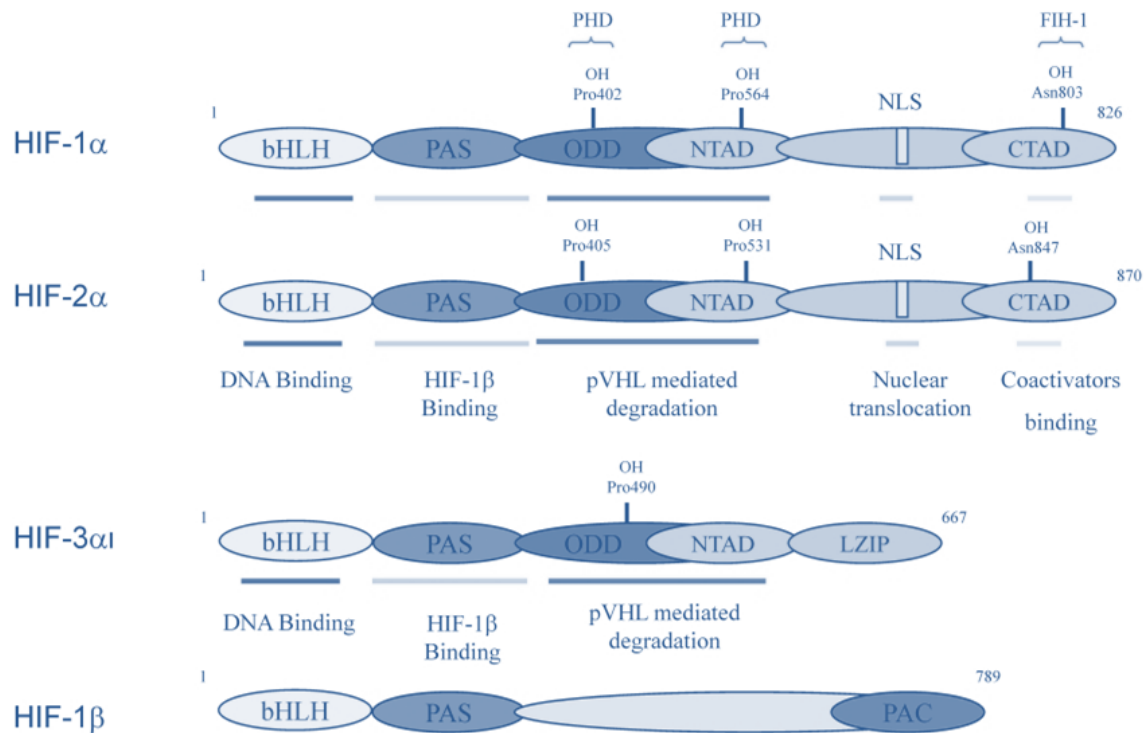 PHD PHD FIH-1
OH OH OH
Pro402 Pro564 NLS Asn803
1 826
HIF-1α bHLH PAS ODD NTAD CTAD
OH OH OH
Pro405 Pro531 NLS Asn847
1 870
HIF-2α bHLH PAS ODD NTAD CTAD
DNA Binding HIF-1β pVHL mediated Nuclear Coactivators
Binding degradation translocation binding
OH
Pro490
1 667
HIF-3αι bHLH PAS ODD NTAD LZIP
DNA Binding HIF-1β pVHL mediated
Binding degradation
1 789
HIF-1β bHLH PAS PAC